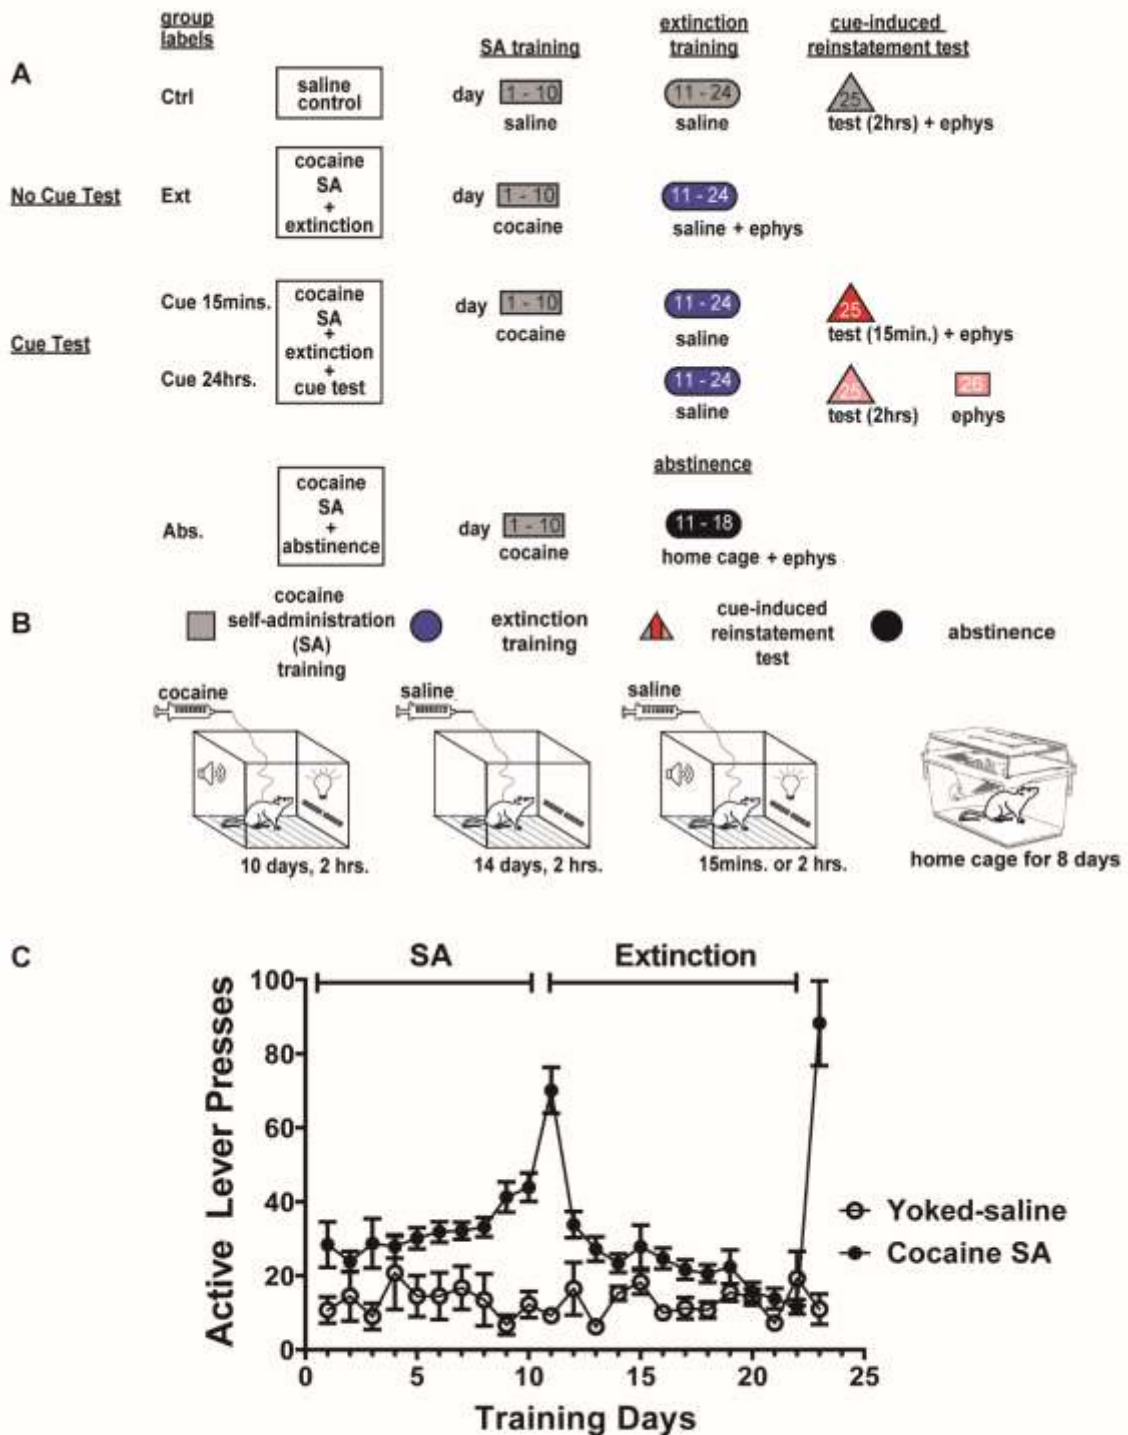 group
labels
SA training
extinction
training
cue-induced
reinstatement test
A
Ctrl
saline
control
day
1 - 10
saline
11 - 24
saline
25
test (2hrs) + ephys
No Cue Test
Ext
cocaine
SA
+
extinction
day
1 - 10
cocaine
11 - 24
saline + ephys
Cue Test
Cue 15mins.
Cue 24hrs.
cocaine
SA
+
extinction
+
cue test
day
1 - 10
cocaine
11 - 24
saline
25
test (15min.) + ephys
11 - 24
saline
25
test (2hrs)
26
ephys
abstinence
Abs.
cocaine
SA
+
abstinence
day
1 - 10
cocaine
11 - 18
home cage + ephys
B
cocaine
self-administration
(SA)
training
extinction
training
cue-induced
reinstatement
test
abstinence
cocaine
10 days, 2 hrs.
saline
14 days, 2 hrs.
saline
15mins. or 2 hrs.
home cage for 8 days
C
SA
Extinction
Active Lever Presses
100
80
60
40
20
0
0
5
10
15
20
25
Training Days
Yoked-saline
Cocaine SA